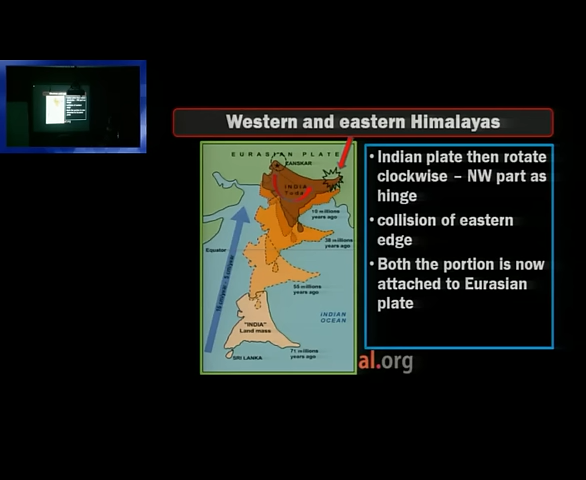 Western and eastern Himalayas
EURASIAN PLATE
ZANSKAR
INDIA
Today
10 millions
years ago
38 millions
years ago
Equator
55 millions
years ago
INDIAN
OCEAN
"INDIA"
Land mass
71 millions
years ago
SRI LANKA
• Indian plate then rotate
clockwise – NW part as
hinge
• collision of eastern
edge
• Both the portion is now
attached to Eurasian
plate
al.org